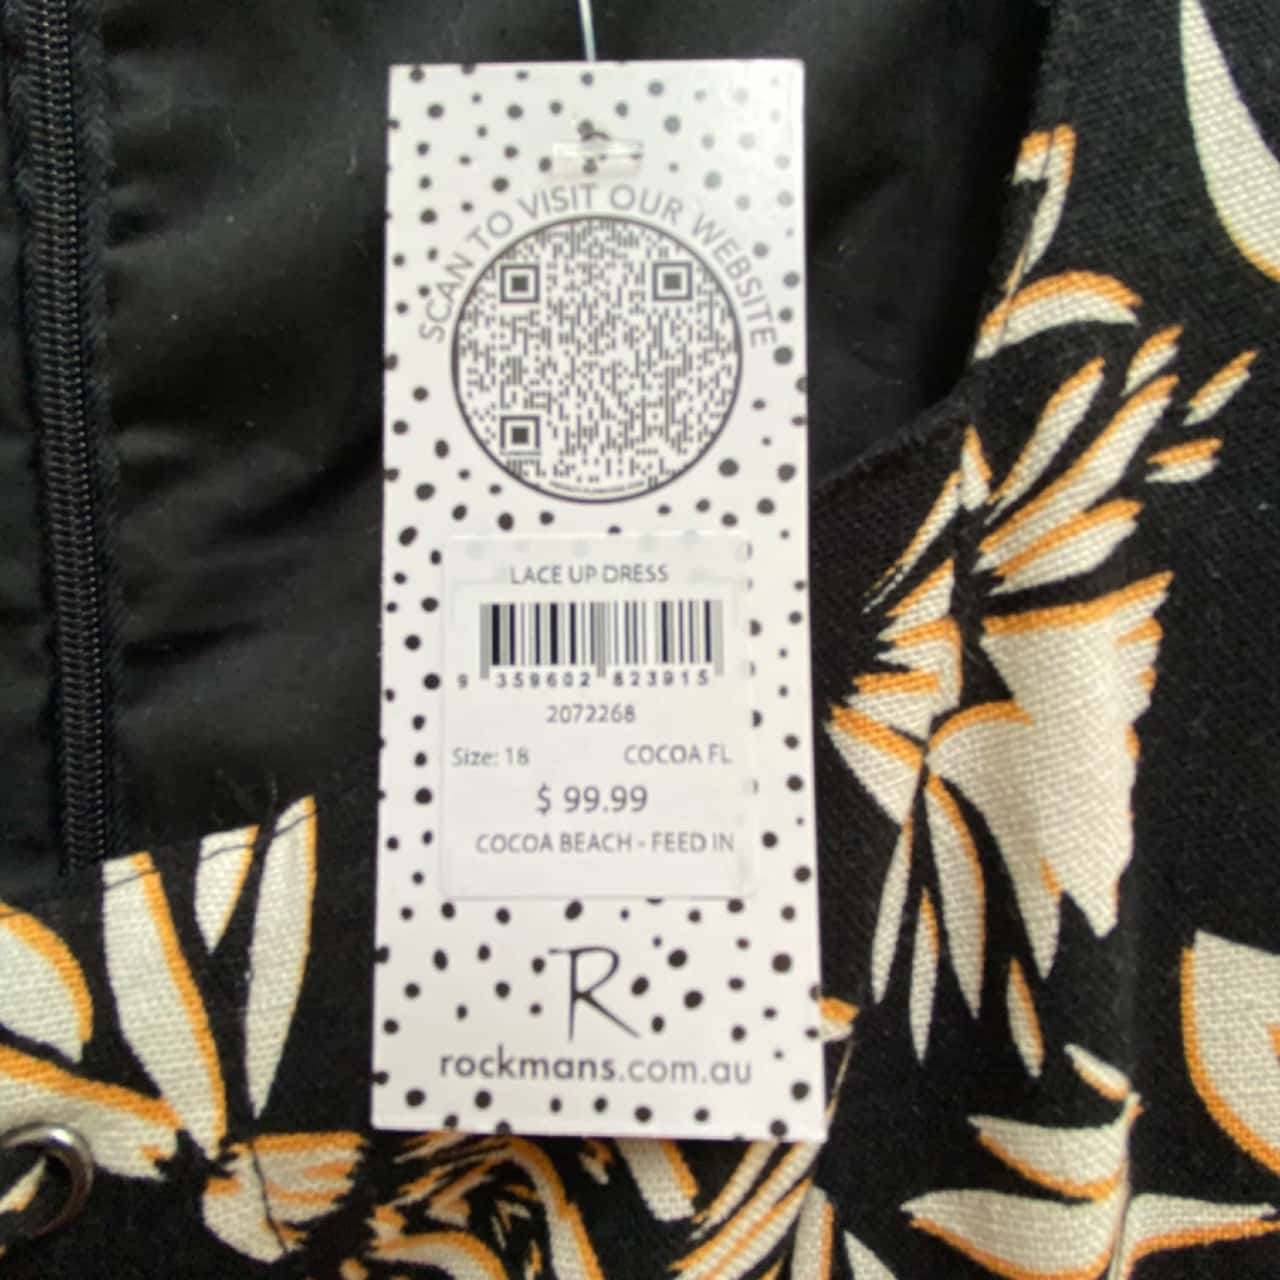 SCAN TO VISIT OUR WEBSITE
LACE UP DRESS
9 359602 823915
2072268
Size: 18 COCOA FL
$ 99.99
COCOA BEACH - FEED IN
R
rockmans.com.au